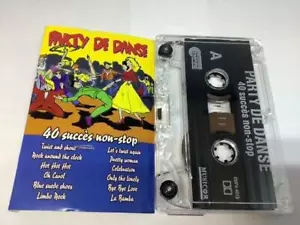 PARTY DE DANSE
40 succès non-stop
Twist and shout
Rock around the clock
Hot Hot Hot
Oh Carol
Blue suede shoes
Limbo Rock
Let's twist again
Pretty woman
Celebration
Only the lonely
Bye Bye Love
La Bamba
A
PARTY DE DANSE
40 succès non-stop
MUSICOR